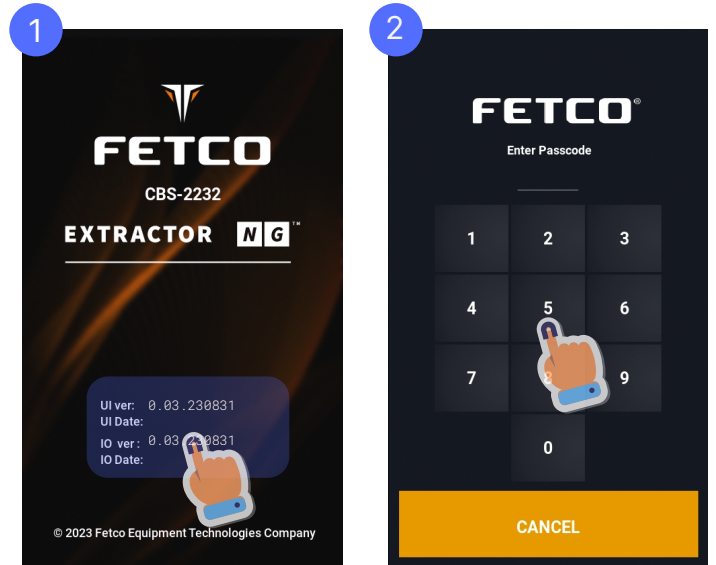 1
FETCO
CBS-2232
EXTRACTOR NG™
UI ver: 0.03.230831
UI Date:
IO ver: 0.03.230831
IO Date:
© 2023 Fetco Equipment Technologies Company
2
FETCO®
Enter Passcode
1 2 3
4 5 6
7 8 9
0
CANCEL